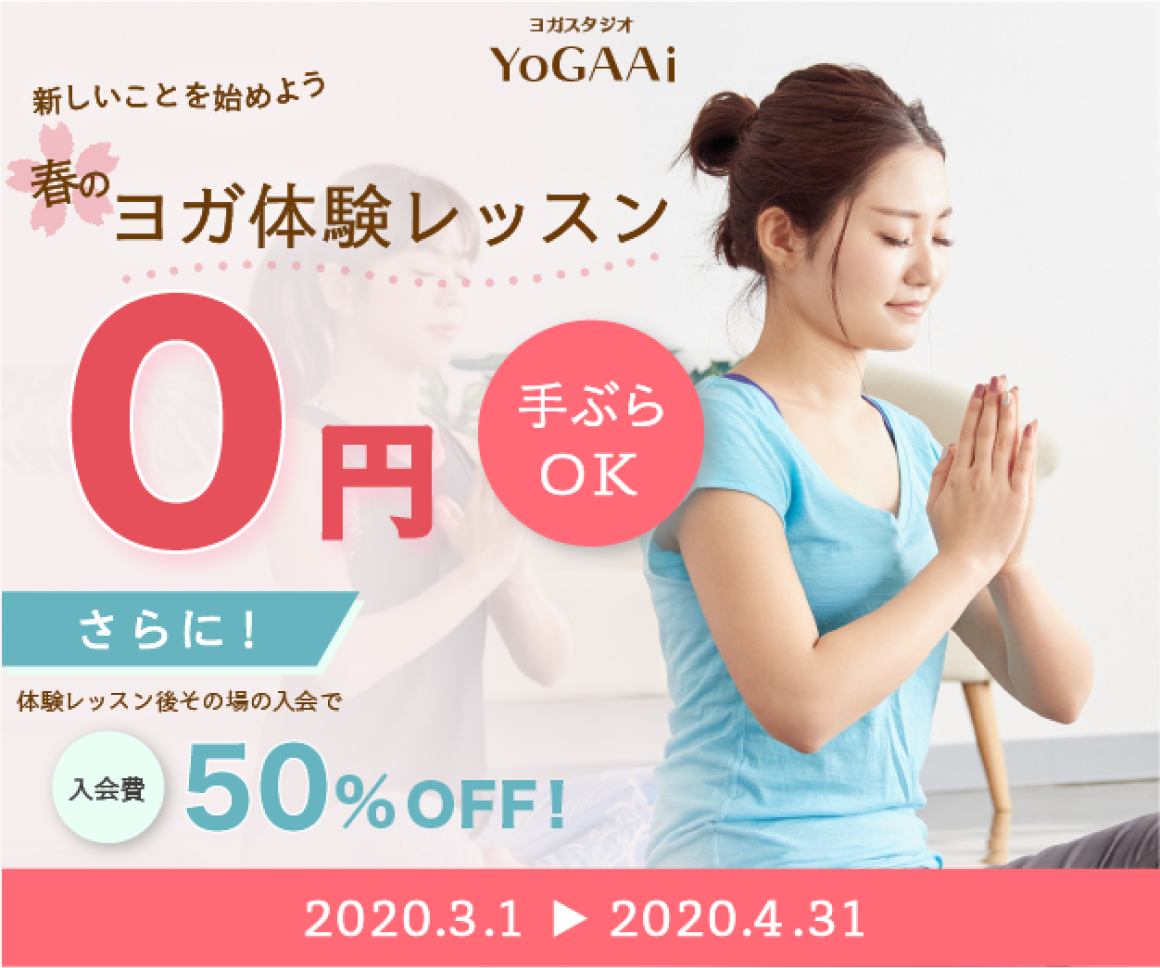 ヨガスタジオ
YoGAAi
新しいことを始めよう
春の
ヨガ体験レッスン
0円
手ぶら
OK
さらに!
体験レッスン後その場の入会で
入会費
50%OFF!
2020.3.1 ▶ 2020.4.31